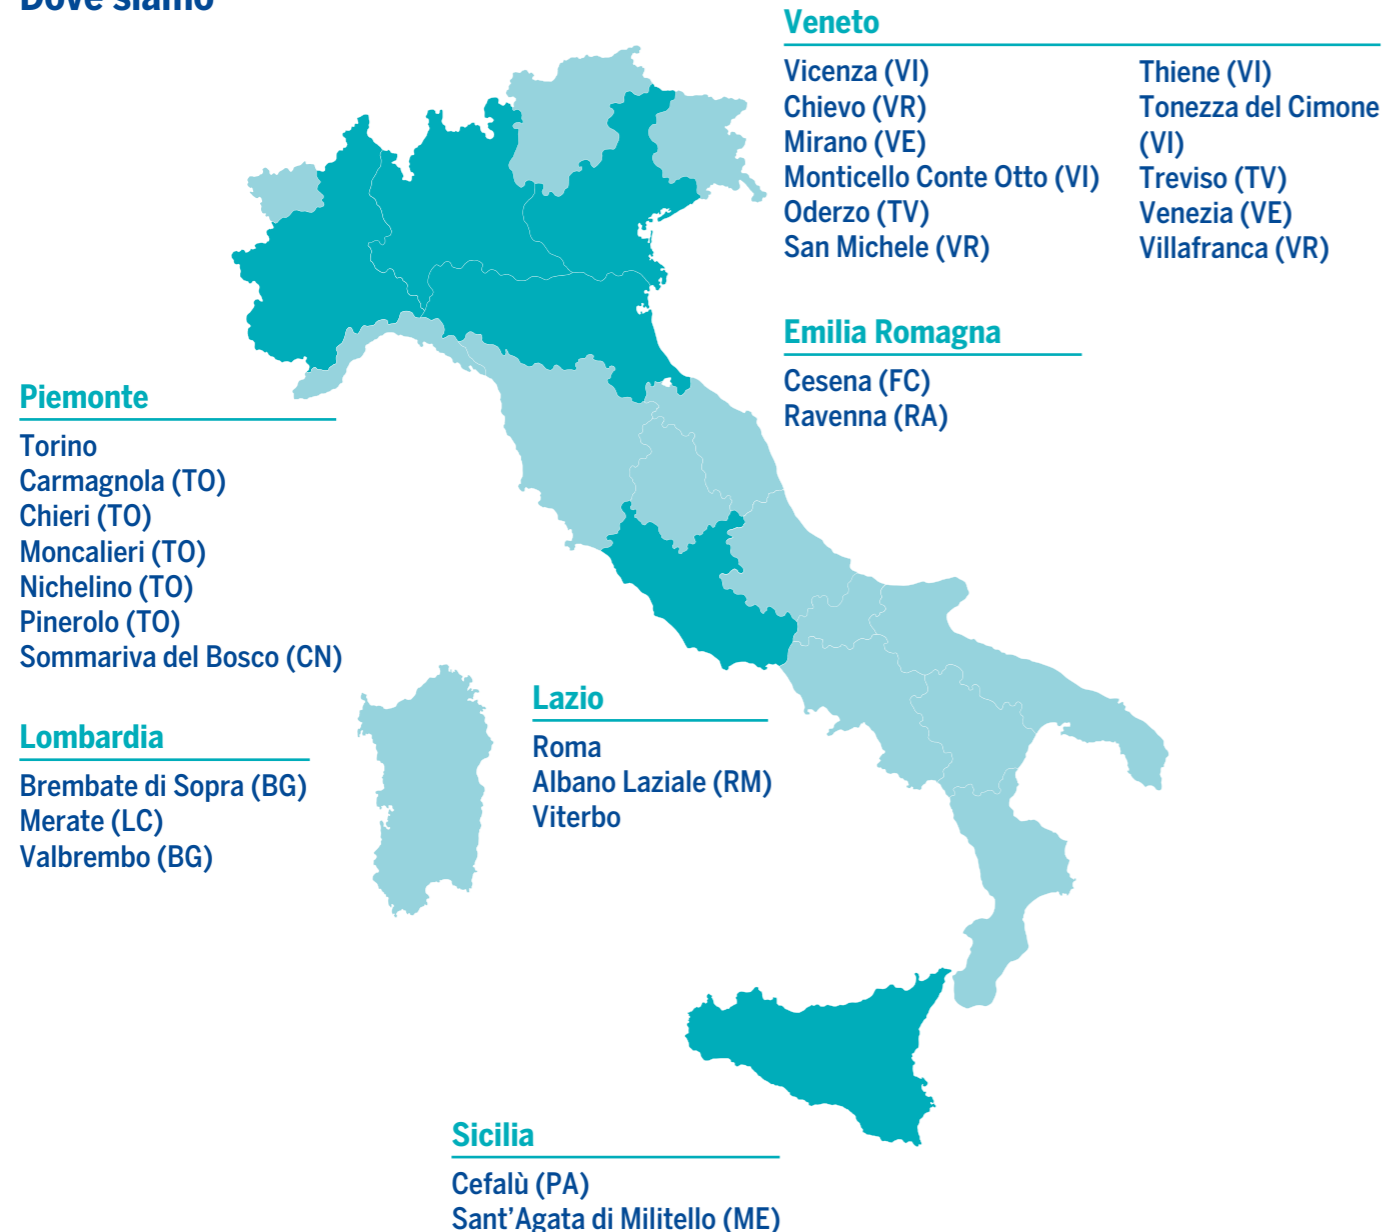 Dove siamo
Veneto
Vicenza (VI)
Chievo (VR)
Mirano (VE)
Monticello Conte Otto (VI)
Oderzo (TV)
San Michele (VR)
Thiene (VI)
Tonezza del Cimone
(VI)
Treviso (TV)
Venezia (VE)
Villafranca (VR)
Emilia Romagna
Cesena (FC)
Ravenna (RA)
Piemonte
Torino
Carmagnola (TO)
Chieri (TO)
Moncalieri (TO)
Nichelino (TO)
Pinerolo (TO)
Sommariva del Bosco (CN)
Lombardia
Brembate di Sopra (BG)
Merate (LC)
Valbrembo (BG)
Lazio
Roma
Albano Laziale (RM)
Viterbo
Sicilia
Cefalù (PA)
Sant'Agata di Militello (ME)